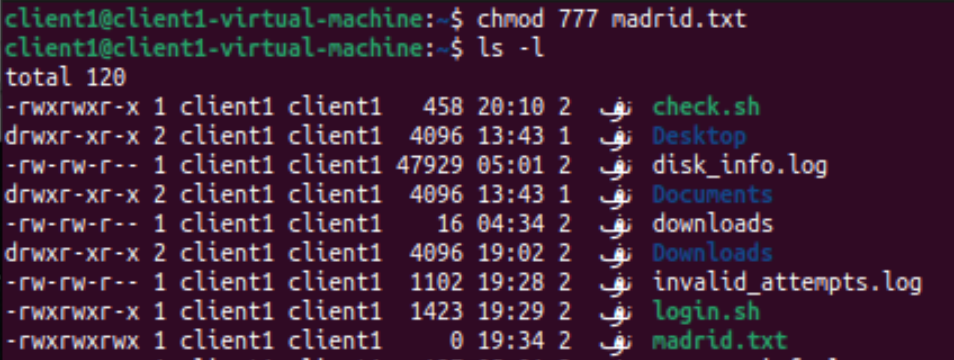 client1@client1-virtual-machine:~$ chmod 777 madrid.txt
client1@client1-virtual-machine:~$ ls -l
total 120
-rwxrwxr-x 1 client1 client1 458 20:10 2 نوف check.sh
drwxr-xr-x 2 client1 client1 4096 13:43 1 نوف Desktop
-rw-rw-r-- 1 client1 client1 47929 05:01 2 نوف disk_info.log
drwxr-xr-x 2 client1 client1 4096 13:43 1 نوف Documents
-rw-rw-r-- 1 client1 client1 16 04:34 2 نوف downloads
drwxr-xr-x 2 client1 client1 4096 19:02 2 نوف Downloads
-rw-rw-r-- 1 client1 client1 1102 19:28 2 نوف invalid_attempts.log
-rwxrwxr-x 1 client1 client1 1423 19:29 2 نوف login.sh
-rwxrwxrwx 1 client1 client1 0 19:34 2 نوف madrid.txt